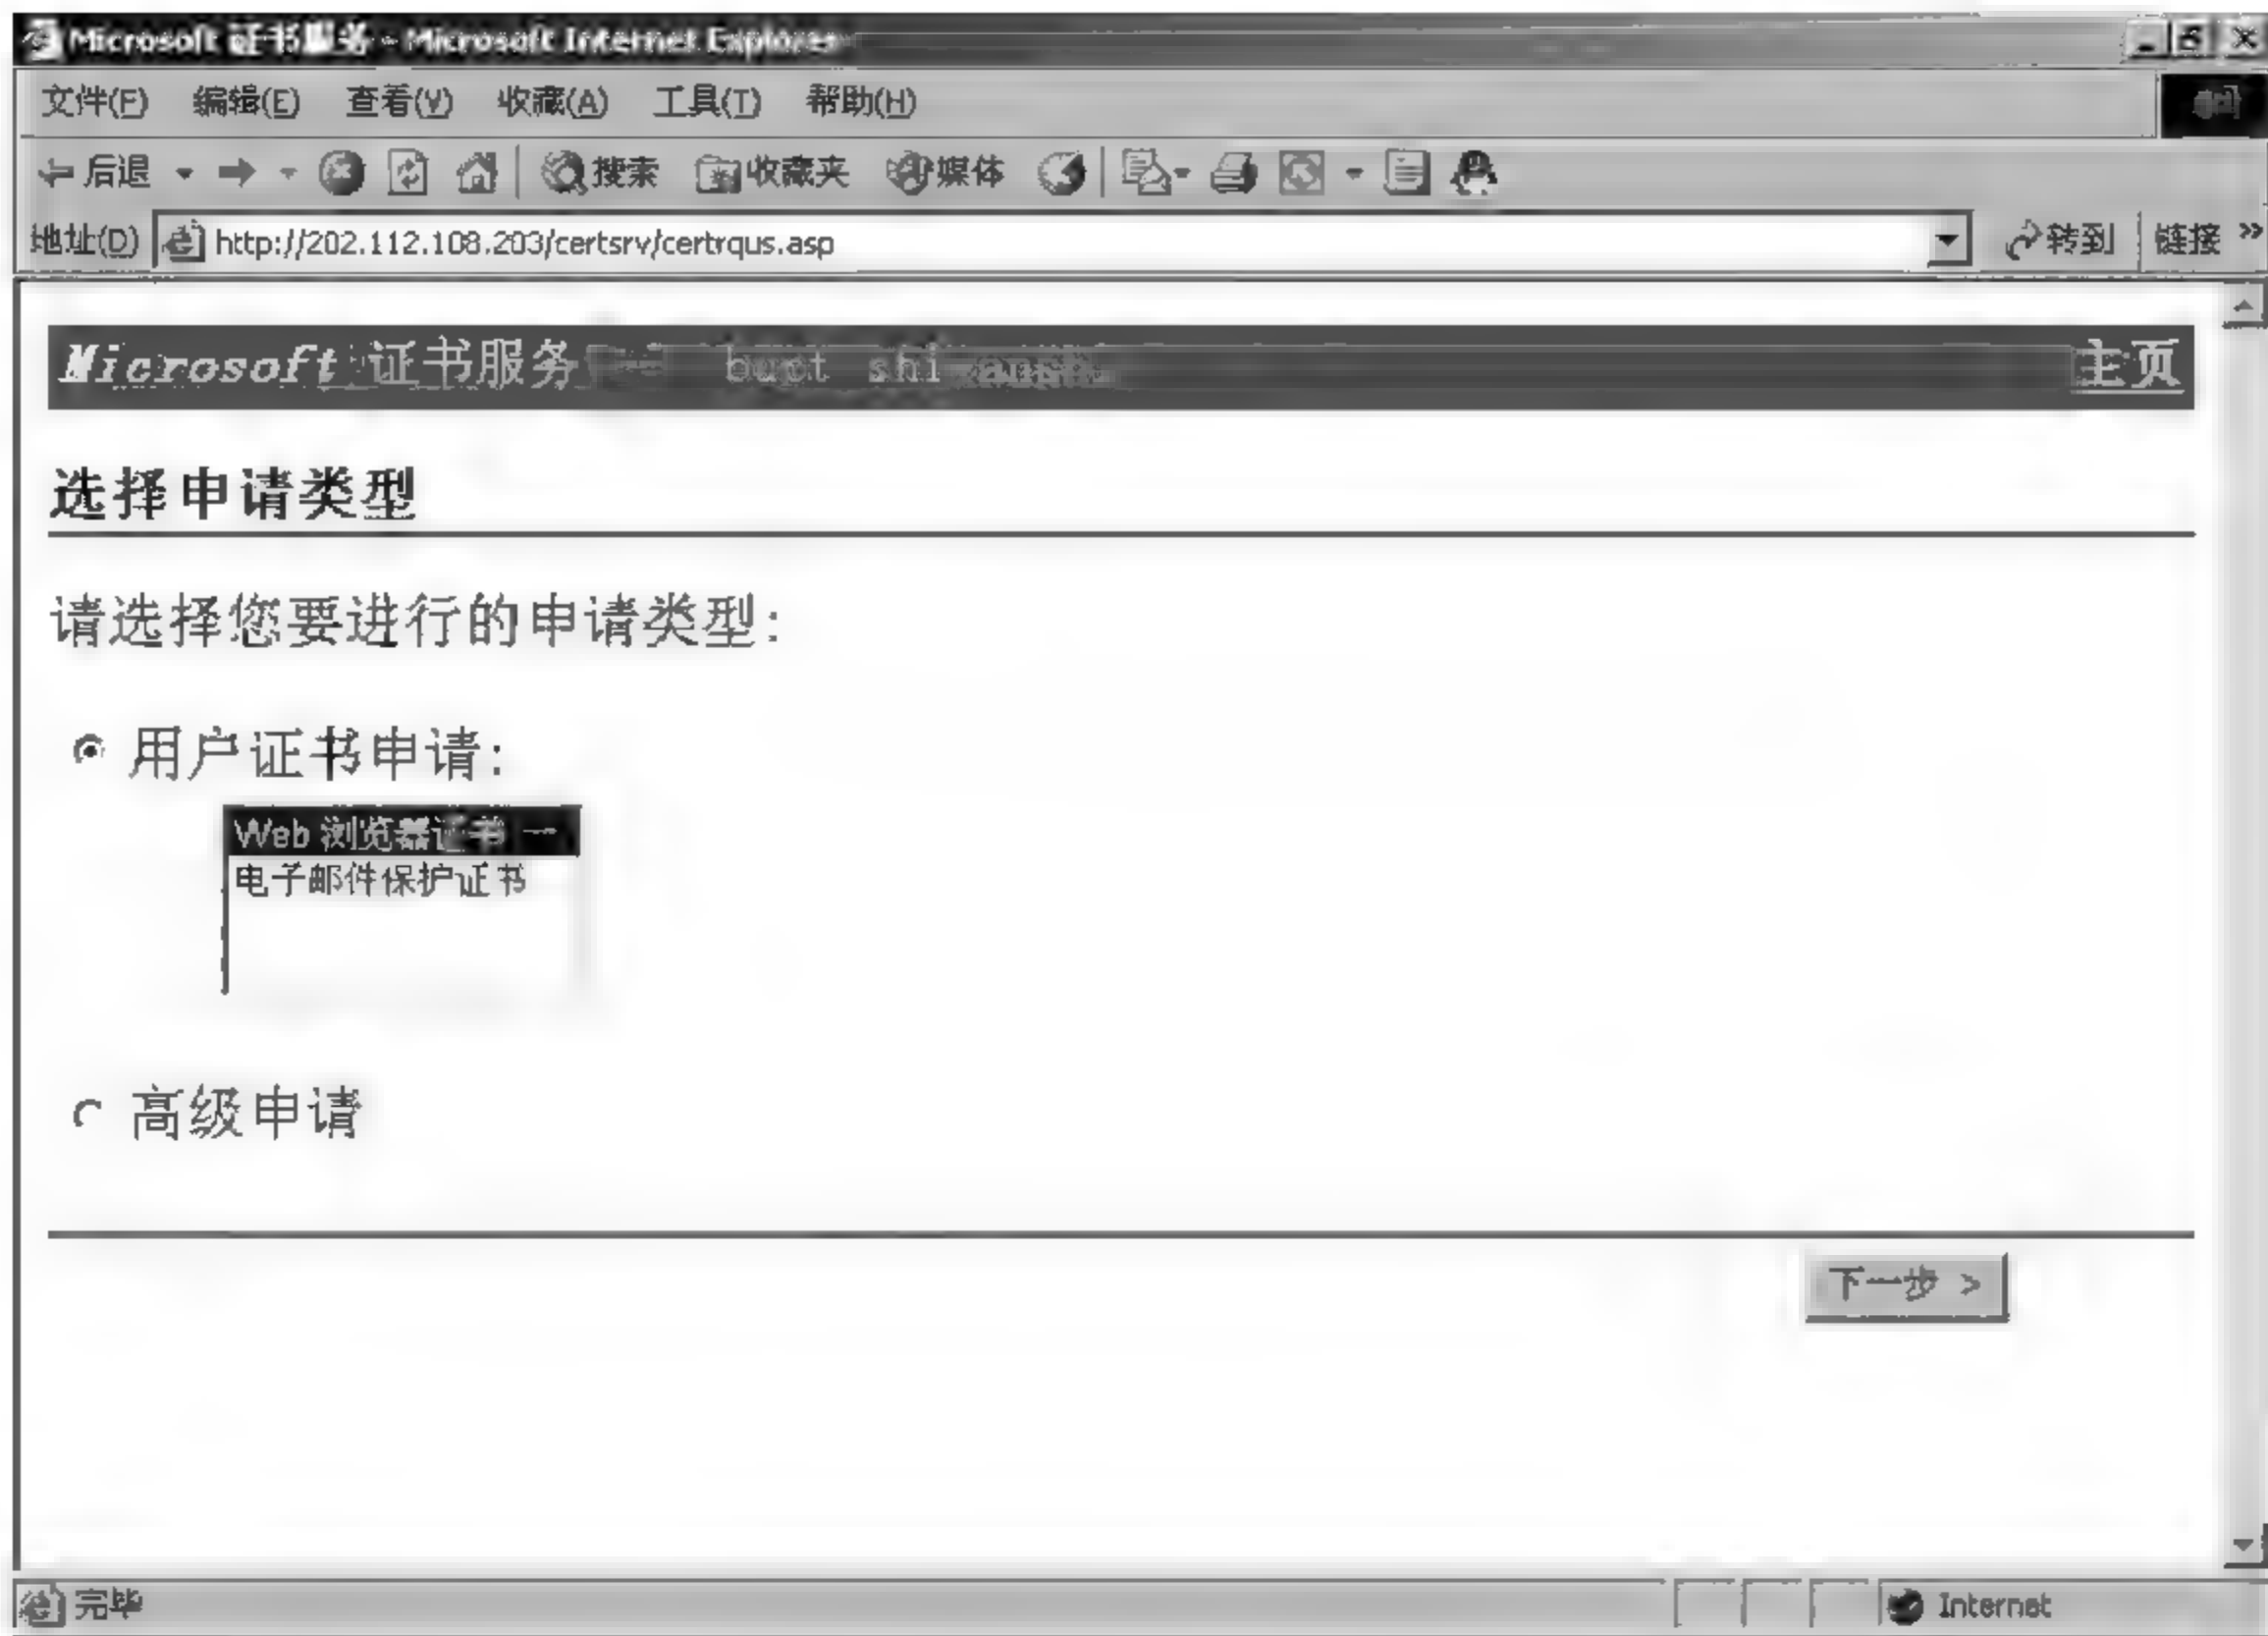 Microsoft 证书服务 - Microsoft Internet Explorer
文件(F) 编辑(E) 查看(V) 收藏(A) 工具(T) 帮助(H)
后退 搜索 收藏夹 媒体
地址(D) http://202.112.108.203/certsrv/certrqus.asp 转到 链接 »
Microsoft 证书服务 主页
选择申请类型
请选择您要进行的申请类型:
用户证书申请:
Web 浏览器证书
电子邮件保护证书
高级申请
下一步 >
完毕 Internet